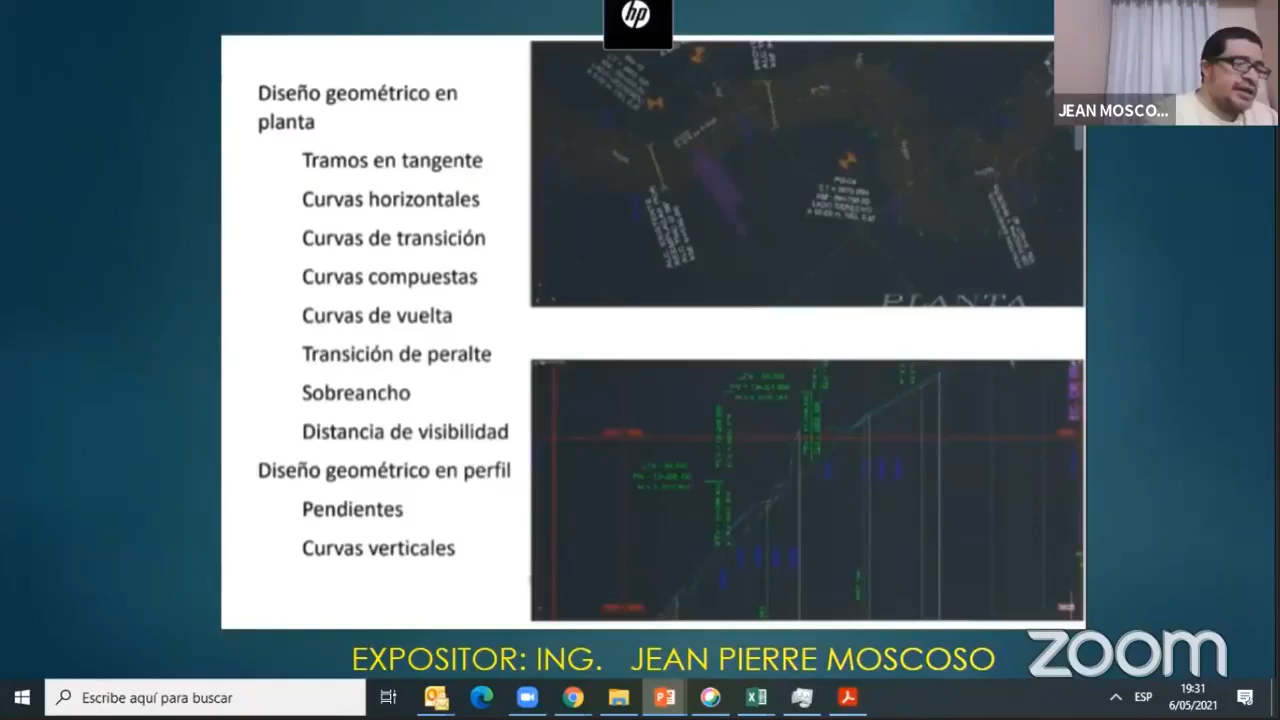 hp
JEAN MOSCO...
Diseño geométrico en
planta
Tramos en tangente
Curvas horizontales
Curvas de transición
Curvas compuestas
Curvas de vuelta
Transición de peralte
Sobreancho
Distancia de visibilidad
Diseño geométrico en perfil
Pendientes
Curvas verticales
PLANTA
EXPOSITOR: ING. JEAN PIERRE MOSCOSO
zoom
Escribe aquí para buscar
ESP
19:31
6/05/2021